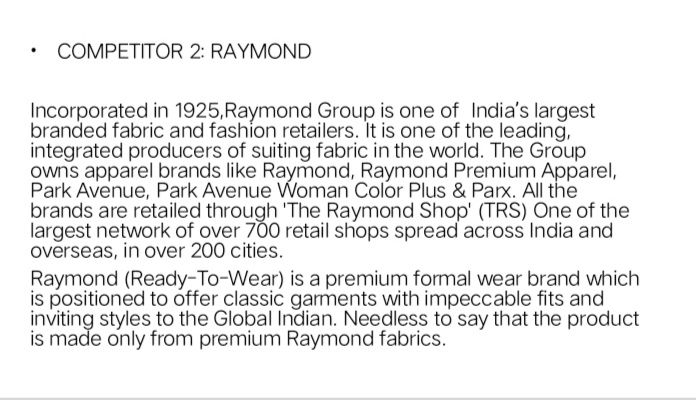 • COMPETITOR 2: RAYMOND
Incorporated in 1925,Raymond Group is one of India's largest
branded fabric and fashion retailers. It is one of the leading,
integrated producers of suiting fabric in the world. The Group
owns apparel brands like Raymond, Raymond Premium Apparel,
Park Avenue, Park Avenue Woman Color Plus & Parx. All the
brands are retailed through 'The Raymond Shop' (TRS) One of the
largest network of over 700 retail shops spread across India and
overseas, in over 200 cities.
Raymond (Ready-To-Wear) is a premium formal wear brand which
is positioned to offer classic garments with impeccable fits and
inviting styles to the Global Indian. Needless to say that the product
is made only from premium Raymond fabrics.